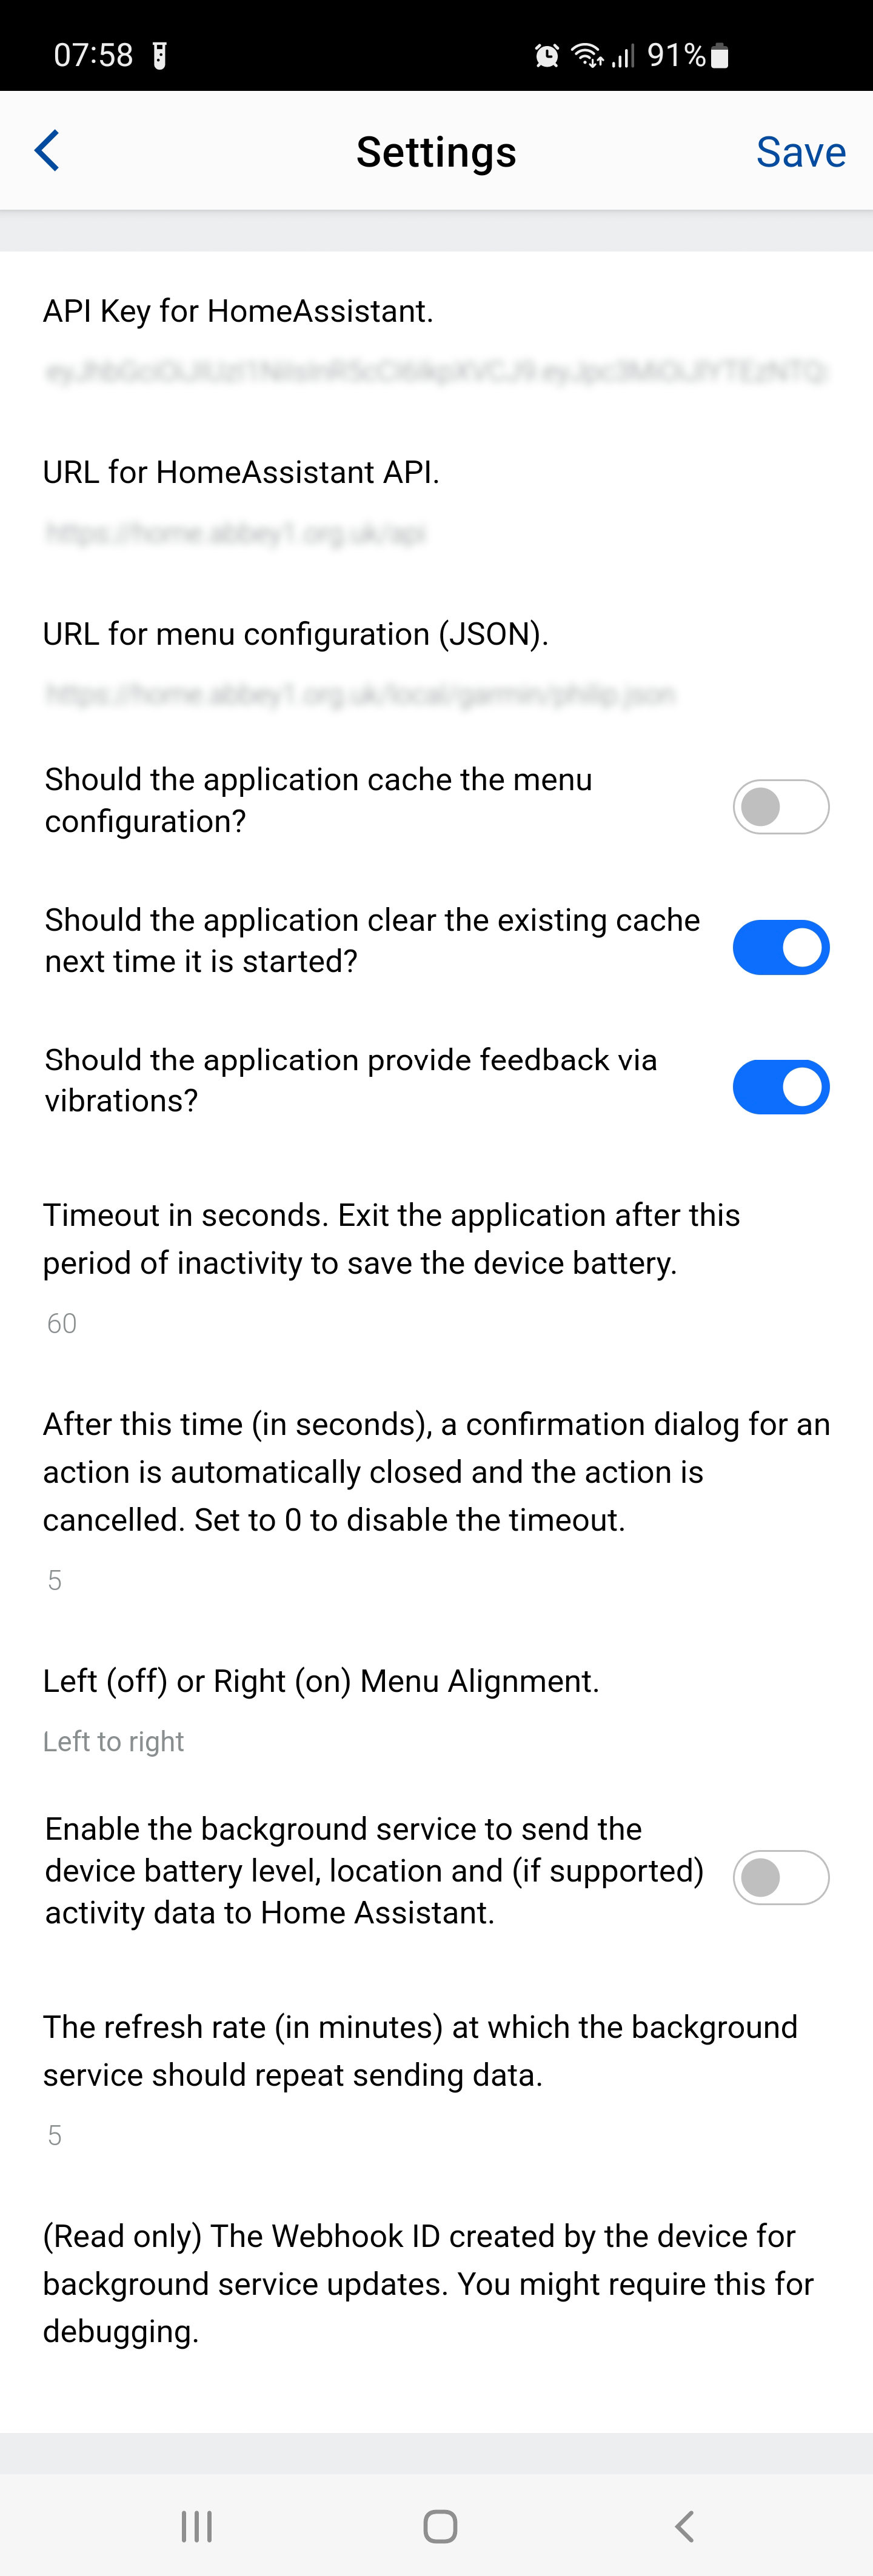 07:58
91%
Settings
Save
API Key for HomeAssistant.
URL for HomeAssistant API.
URL for menu configuration (JSON).
Should the application cache the menu
configuration?
Should the application clear the existing cache
next time it is started?
Should the application provide feedback via
vibrations?
Timeout in seconds. Exit the application after this
period of inactivity to save the device battery.
60
After this time (in seconds), a confirmation dialog for an
action is automatically closed and the action is
cancelled. Set to 0 to disable the timeout.
5
Left (off) or Right (on) Menu Alignment.
Left to right
Enable the background service to send the
device battery level, location and (if supported)
activity data to Home Assistant.
The refresh rate (in minutes) at which the background
service should repeat sending data.
5
(Read only) The Webhook ID created by the device for
background service updates. You might require this for
debugging.